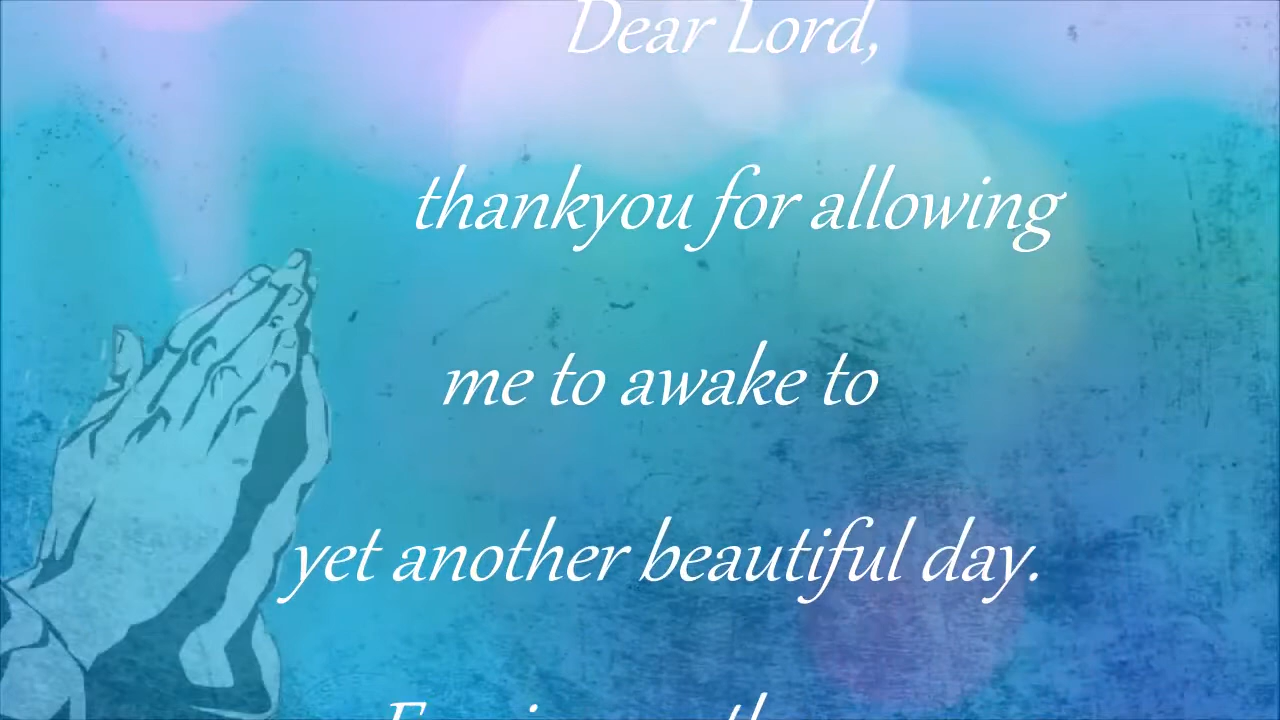 Dear Lord,
thankyou for allowing
me to awake to
yet another beautiful day.